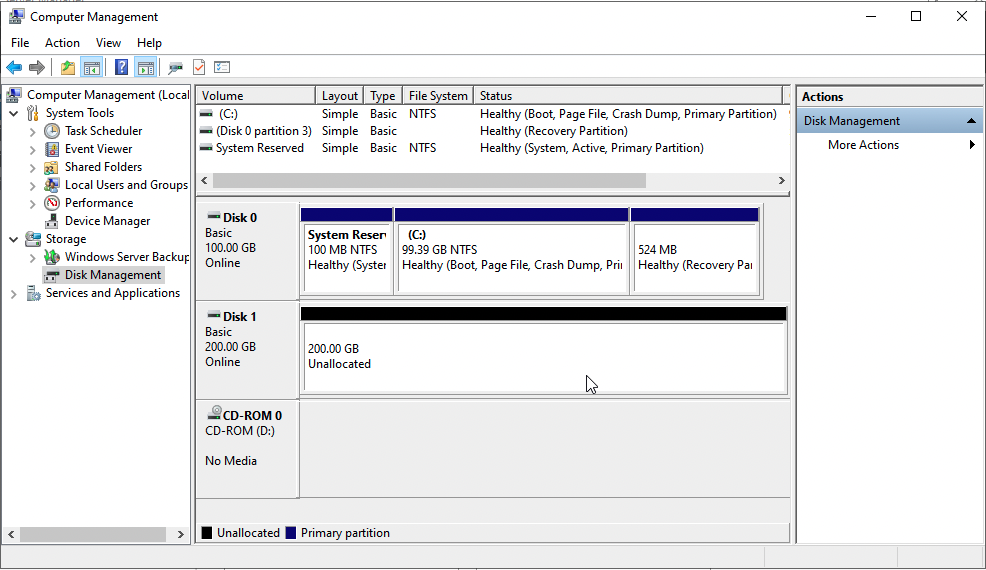 Computer Management
File Action View Help
Computer Management (Local
System Tools
Task Scheduler
Event Viewer
Shared Folders
Local Users and Groups
Performance
Device Manager
Storage
Windows Server Backup
Disk Management
Services and Applications
Volume Layout Type File System Status
(C:) Simple Basic NTFS Healthy (Boot, Page File, Crash Dump, Primary Partition)
(Disk 0 partition 3) Simple Basic Healthy (Recovery Partition)
System Reserved Simple Basic NTFS Healthy (System, Active, Primary Partition)
Disk 0
Basic
100.00 GB
Online
System Reser
100 MB NTFS
Healthy (Syster
(C:)
99.39 GB NTFS
Healthy (Boot, Page File, Crash Dump, Pri
524 MB
Healthy (Recovery Pa
Disk 1
Basic
200.00 GB
Online
200.00 GB
Unallocated
CD-ROM 0
CD-ROM (D:)
No Media
Unallocated Primary partition
Actions
Disk Management
More Actions